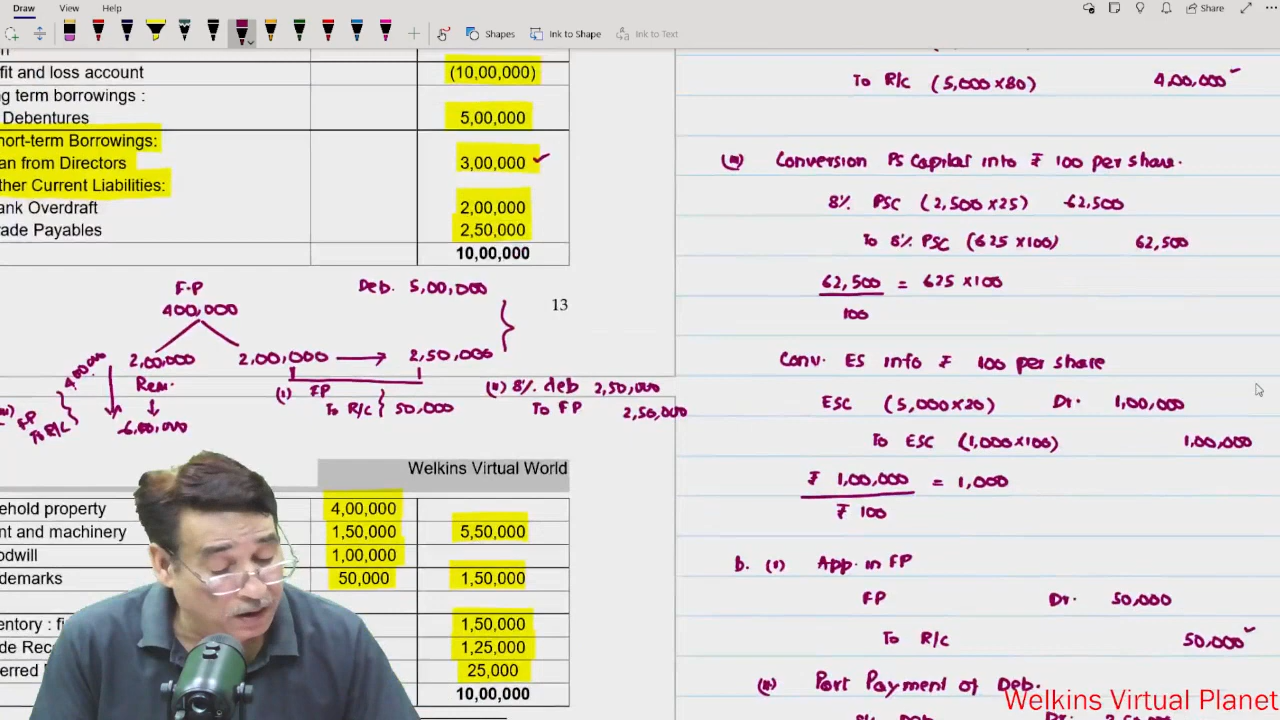 Draw View Help Share
Shapes Ink to Shape Ink to Text
fit and loss account (10,00,000)
ng term borrowings :
Debentures 5,00,000
hort-term Borrowings:
an from Directors 3,00,000
ther Current Liabilities:
ank Overdraft 2,00,000
rade Payables 2,50,000
10,00,000
13
F.P
400,000
Deb. 5,00,000
2,00,000 2,00,000 2,50,000
Rem.
6,00,000
400,000
FP
To R/C
(i) FP
To R/C 50,000
(ii) 8% deb 2,50,000
To FP 2,50,000
Welkins Virtual World
ehold property 4,00,000
nt and machinery 1,50,000 5,50,000
odwill 1,00,000
demarks 50,000 1,50,000
entory : fi 1,50,000
de Rec 1,25,000
erred 25,000
10,00,000
To R/C (5,000×80) 4,00,000
Conversion PS Capital into ₹ 100 per share.
8% PSC (2,500×25) 62,500
To 8% PSC (625×100) 62,500
62,500 = 625 ×100
100
Conv. ES info ₹ 100 per share
ESC (5,000×20) Dr. 1,00,000
To ESC (1,000×100) 1,00,000
₹ 1,00,000 = 1,000
₹ 100
b. (i) App. in FP
FP Dr. 50,000
To R/C 50,000
(ii) Part Payment of Deb.
Welkins Virtual Planet